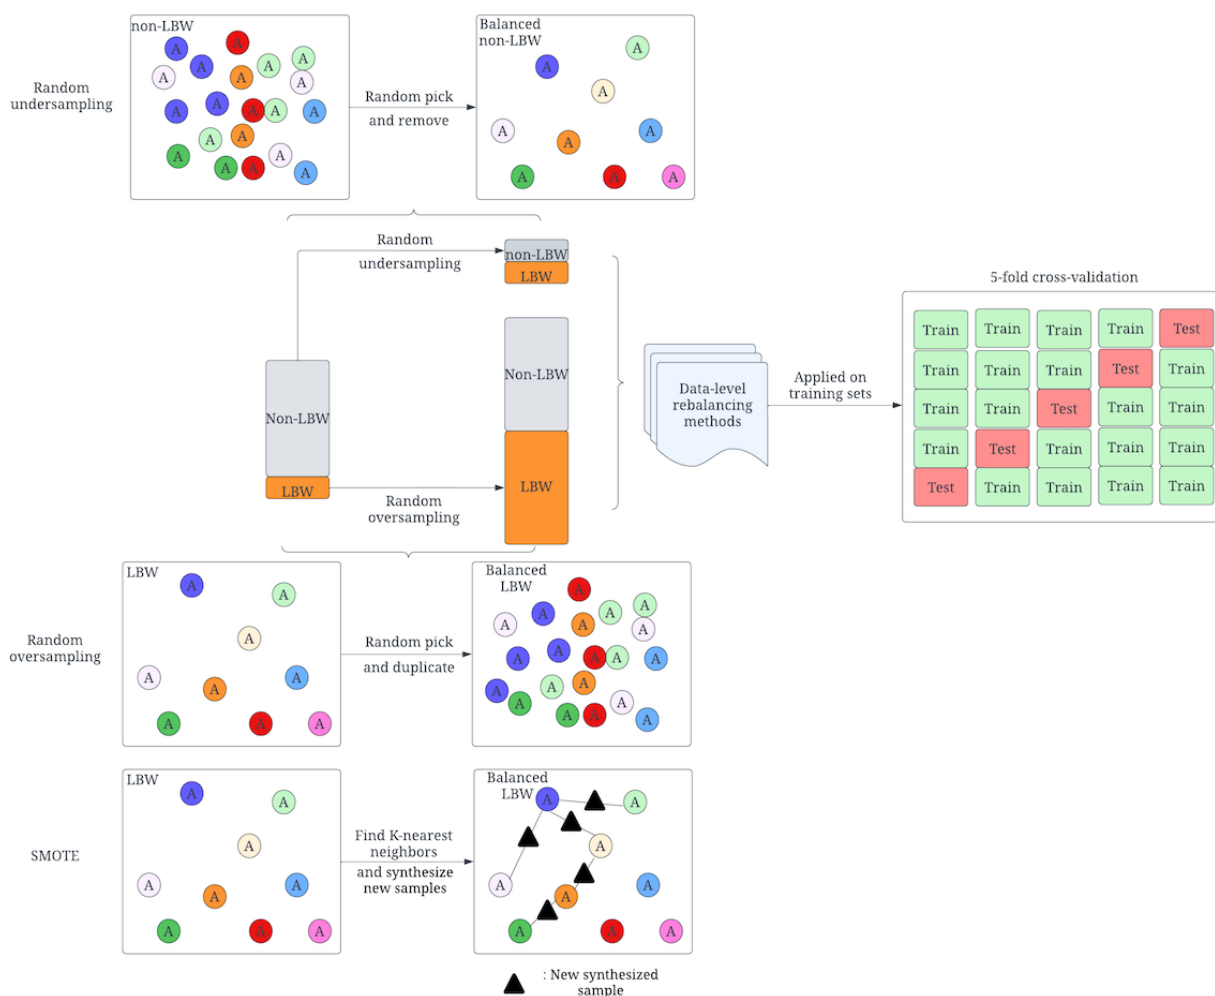 non-LBW
A A A
A A
A A A
A A A A A
A A
A A A A A
Balanced
non-LBW
A
A
A
A A A
A A A
Random
undersampling
Random pick
and remove
Random
undersampling
non-LBW
LBW
Non-LBW
LBW
Non-LBW
LBW
Random
oversampling
Data-level
rebalancing
methods
Applied on
training sets
5-fold cross-validation
Train Train Train Train Test
Train Train Train Test Train
Train Train Test Train Train
Train Test Train Train Train
Test Train Train Train Train
LBW
A A
A
A A A
A A A
Random
oversampling
Random pick
and duplicate
Balanced
LBW
A
A A A
A A A
A A A A A
A A A
A A A A A
LBW
A A
A
A A A
A A A
SMOTE
Find K-nearest
neighbors
and synthesize
new samples
Balanced
LBW
A A
A
A A A
A A A
: New synthesized
sample